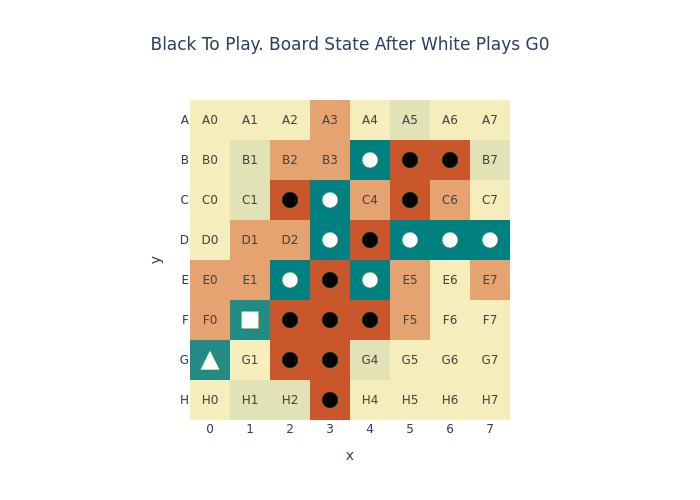 Black To Play. Board State After White Plays G0
A A0 A1 A2 A3 A4 A5 A6 A7
B B0 B1 B2 B3 B7
C C0 C1 C4 C6 C7
D D0 D1 D2
E E0 E1 E5 E6 E7
F F0 F5 F6 F7
G G1 G4 G5 G6 G7
H H0 H1 H2 H4 H5 H6 H7
0 1 2 3 4 5 6 7
x
y